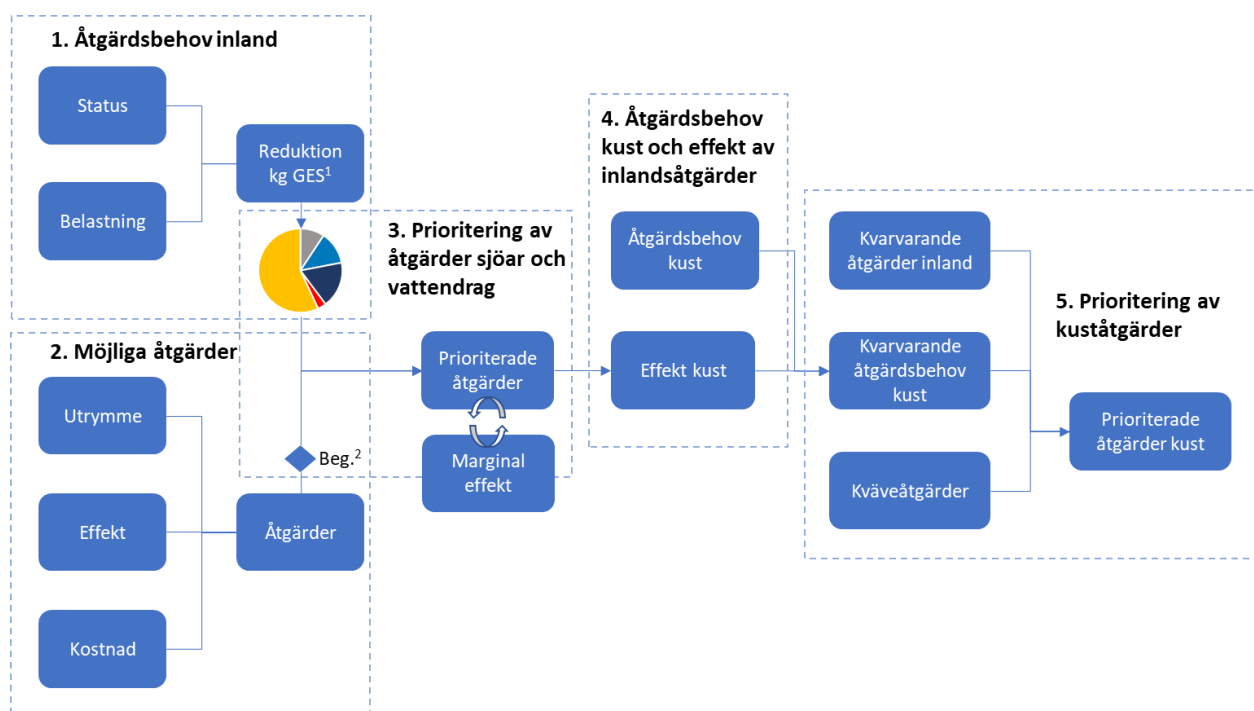 1. Åtgärdsbehov inland
Status
Belastning
Reduktion
kg GES¹
2. Möjliga åtgärder
Utrymme
Effekt
Kostnad
Åtgärder
Beg.²
3. Prioritering av
åtgärder sjöar och
vattendrag
Prioriterade
åtgärder
Marginal
effekt
4. Åtgärdsbehov
kust och effekt av
inlandsåtgärder
Åtgärdsbehov
kust
Effekt kust
Kvarvarande
åtgärder inland
Kvarvarande
åtgärdsbehov
kust
Kväveåtgärder
5. Prioritering av
kuståtgärder
Prioriterade
åtgärder kust